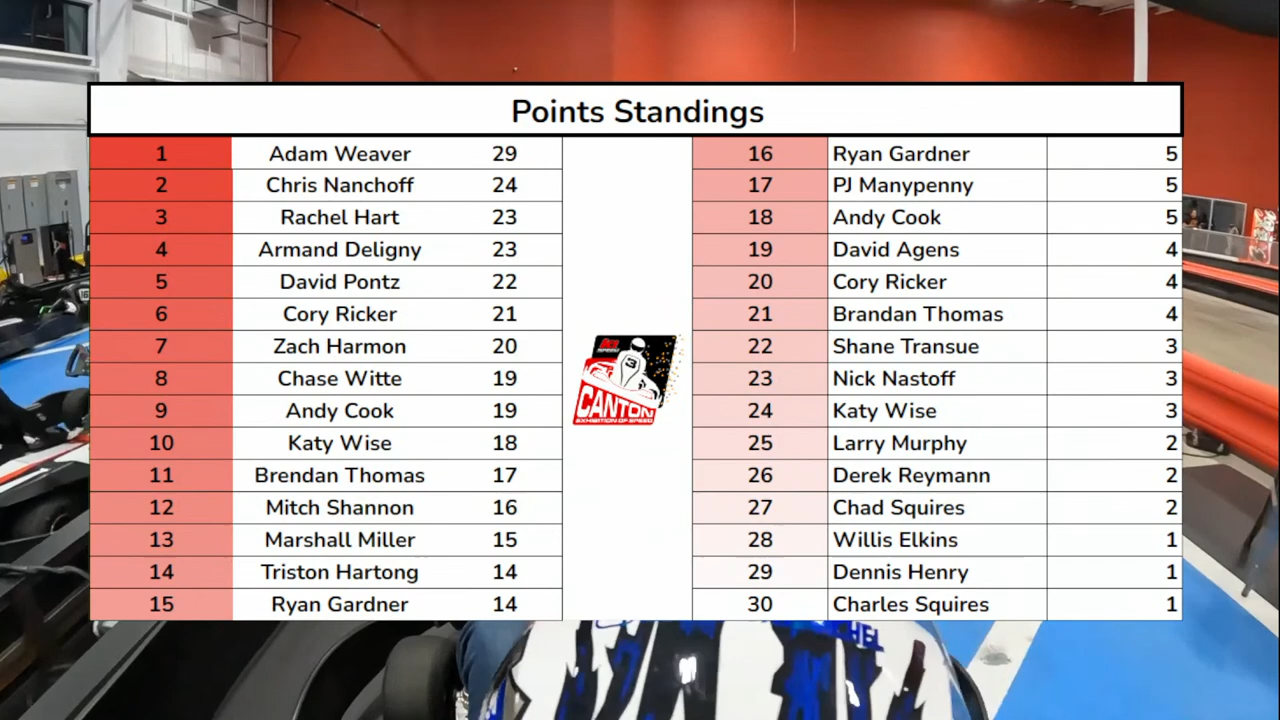 Points Standings
1 Adam Weaver 29
2 Chris Nanchoff 24
3 Rachel Hart 23
4 Armand Deligny 23
5 David Pontz 22
6 Cory Ricker 21
7 Zach Harmon 20
8 Chase Witte 19
9 Andy Cook 19
10 Katy Wise 18
11 Brendan Thomas 17
12 Mitch Shannon 16
13 Marshall Miller 15
14 Triston Hartong 14
15 Ryan Gardner 14
3
CANTON
EXHIBITION OF SPEED
16 Ryan Gardner 5
17 PJ Manypenny 5
18 Andy Cook 5
19 David Agens 4
20 Cory Ricker 4
21 Brandan Thomas 4
22 Shane Transue 3
23 Nick Nastoff 3
24 Katy Wise 3
25 Larry Murphy 2
26 Derek Reymann 2
27 Chad Squires 2
28 Willis Elkins 1
29 Dennis Henry 1
30 Charles Squires 1